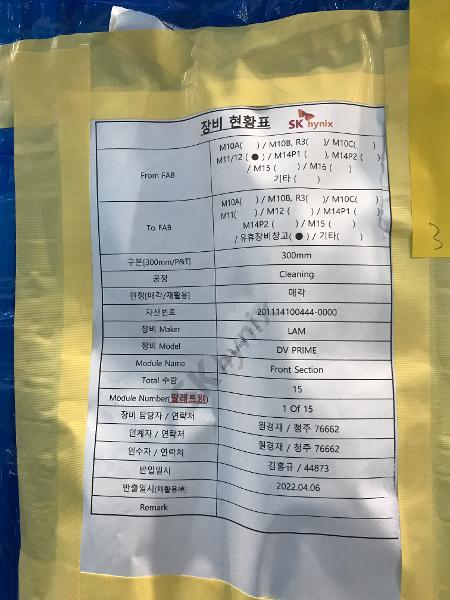 장비 현황표 SK hynix
From FAB
M10A( ) / M10B, R3( ) / M10C( )
M11/12 ( ● ) / M14P1 ( ), M14P2 ( )
/ M15 ( ) / M16 ( )
기타 ( )
To FAB
M10A( ) / M10B, R3( ) / M10C( )
M11( ) / M12 ( ) / M14P1( )
M14P2 ( ) / M15 ( )
/ 유휴장비창고( ● ) / 기타( )
구분[300mm/P&T] 300mm
공정 Cleaning
판정[매각/재활용] 매각
자산번호 201114100444-0000
장비 Maker LAM
장비 Model DV PRIME
Module Name Front Section
Total 수량 15
Module Number(팔레트別) 1 Of 15
장비 담당자 / 연락처 원경재 / 청주 76662
인계자 / 연락처 원경재 / 청주 76662
인수자 / 연락처 김홍규 / 44873
반입일시 2022.04.06
반출일시(재활용時)
Remark
SK hynix
3